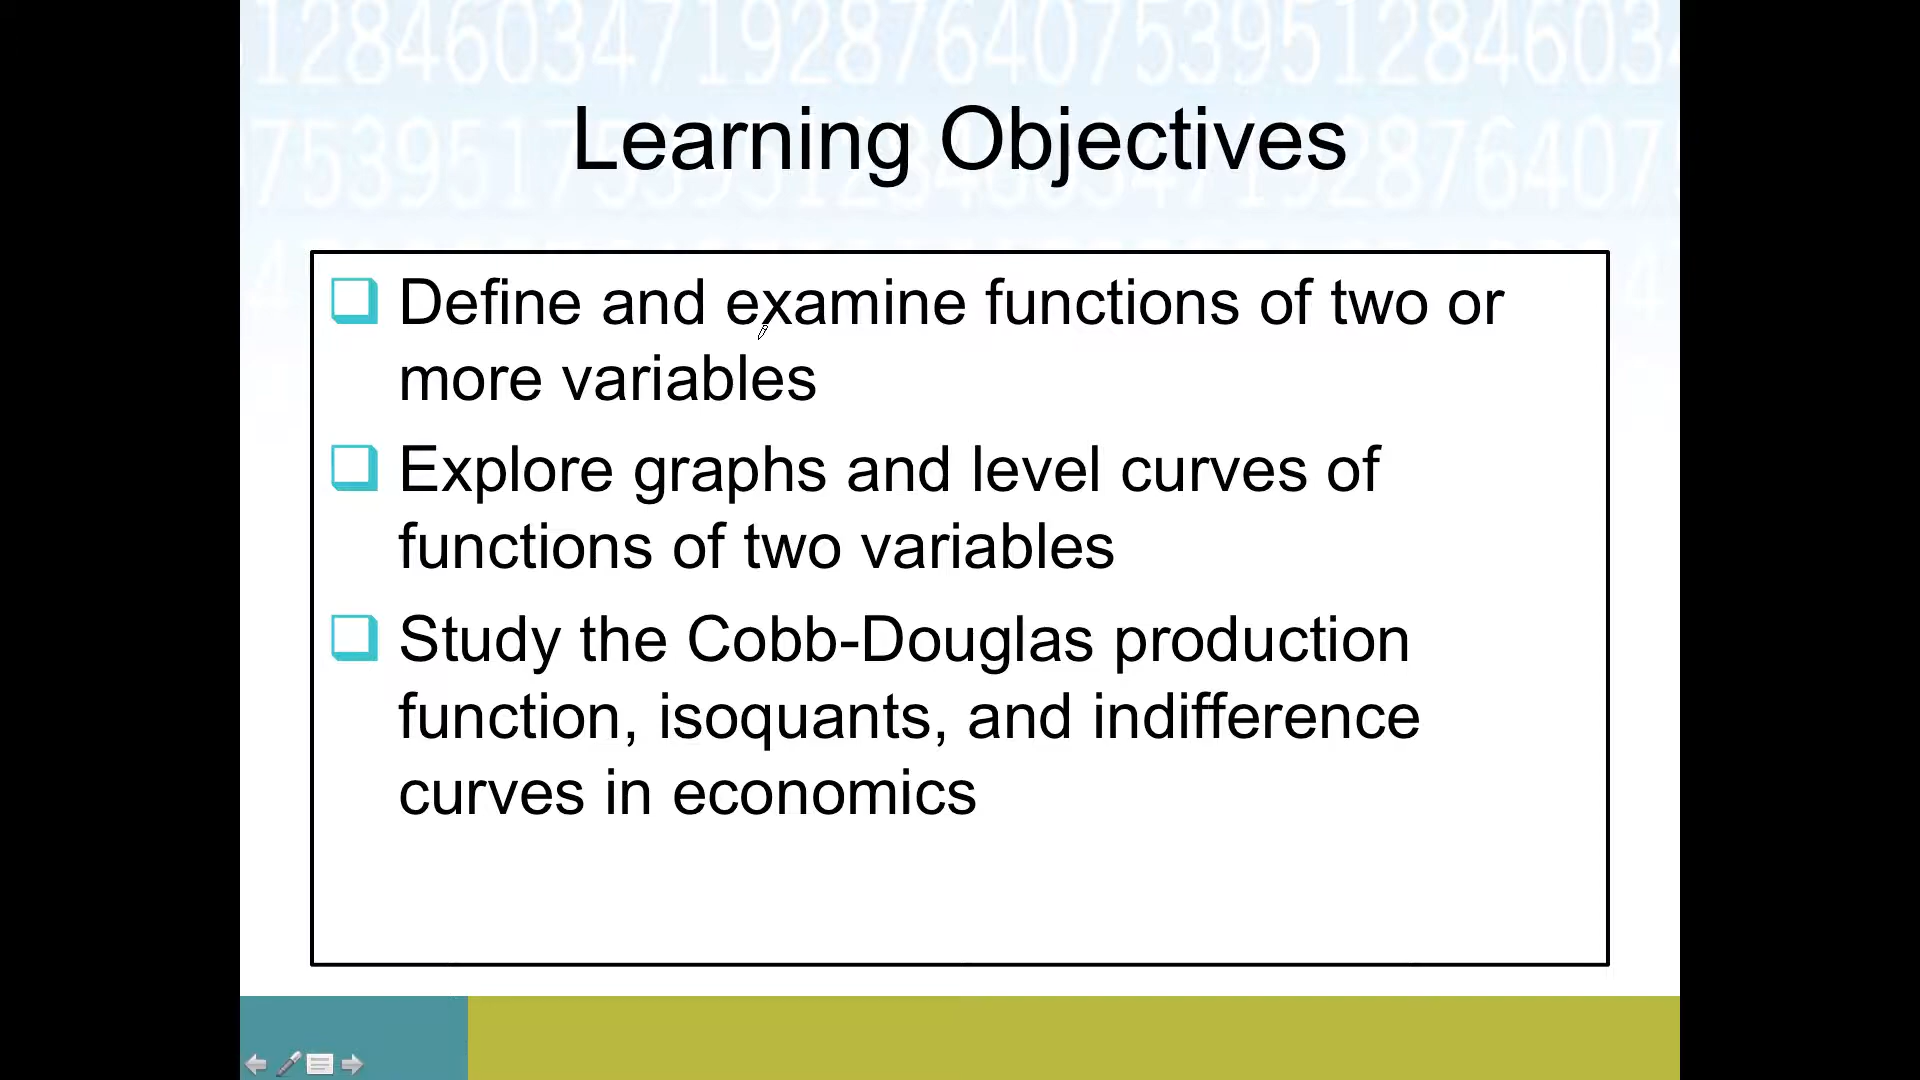 Learning Objectives
Define and examine functions of two or
more variables
Explore graphs and level curves of
functions of two variables
Study the Cobb-Douglas production
function, isoquants, and indifference
curves in economics